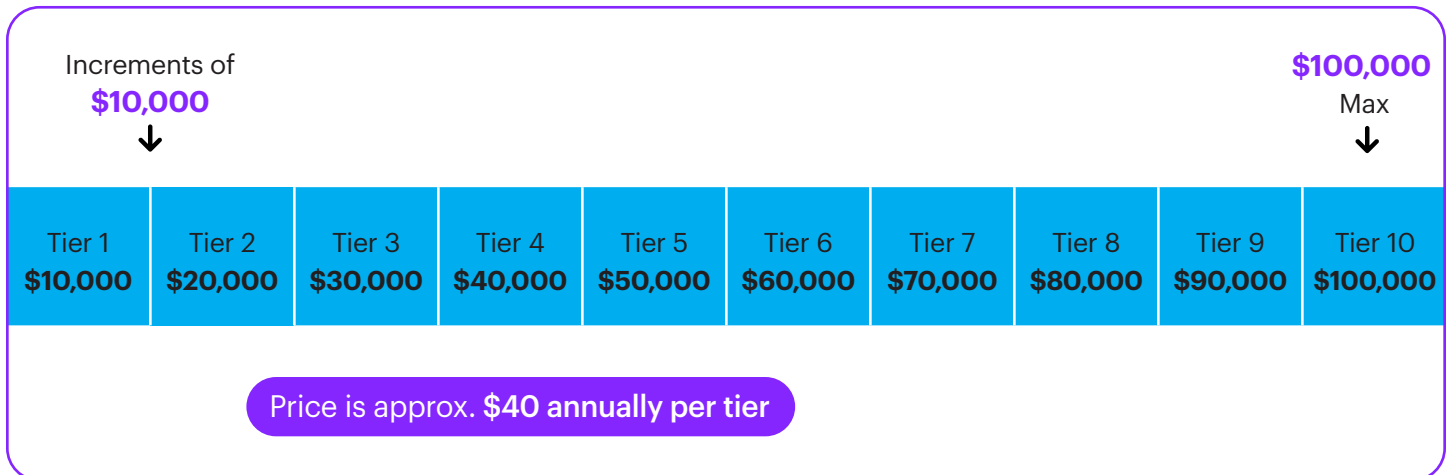 Increments of
$10,000
$100,000
Max
Tier 1
$10,000
Tier 2
$20,000
Tier 3
$30,000
Tier 4
$40,000
Tier 5
$50,000
Tier 6
$60,000
Tier 7
$70,000
Tier 8
$80,000
Tier 9
$90,000
Tier 10
$100,000
Price is approx. $40 annually per tier